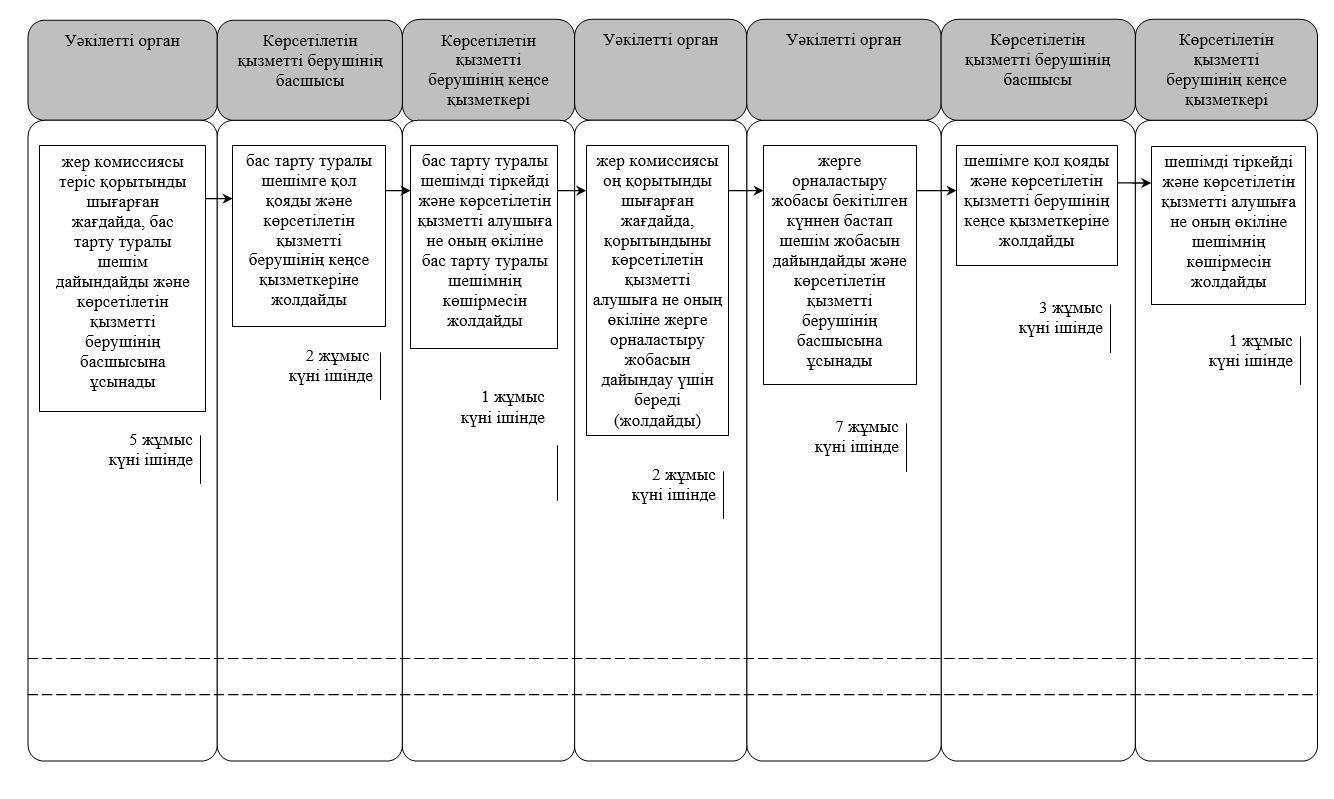 Уәкілетті орган
Көрсетілетін
қызметті берушінің
басшысы
Көрсетілетін
қызметті
берушінің кеңсе
қызметкері
Уәкілетті орган
Уәкілетті орган
Көрсетілетін
қызметті берушінің
басшысы
Көрсетілетін
қызметті
берушінің кеңсе
қызметкері
жер комиссиясы
теріс қорытынды
шығарған
жағдайда, бас
тарту туралы
шешім
дайындайды және
көрсетілетін
қызметті
берушінің
басшысына
ұсынады
5 жұмыс
күні ішінде
бас тарту туралы
шешімге қол
қояды және
көрсетілетін
қызметті
берушінің кеңсе
қызметкеріне
жолдайды
2 жұмыс
күні ішінде
бас тарту туралы
шешімді тіркейді
және көрсетілетін
қызметті алушыға
не оның өкіліне
бас тарту туралы
шешімнің
көшірмесін
жолдайды
1 жұмыс
күні ішінде
жер комиссиясы
оң қорытынды
шығарған
жағдайда,
қорытындыны
көрсетілетін
қызметті
алушыға не оның
өкіліне жерге
орналастыру
жобасын
дайындау үшін
береді
(жолдайды)
2 жұмыс
күні ішінде
жерге
орналастыру
жобасы бекітілген
күннен бастап
шешім жобасын
дайындайды және
көрсетілетін
қызметті
берушінің
басшысына
ұсынады
7 жұмыс
күні ішінде
шешімге қол қояды
және көрсетілетін
қызметті берушінің
кеңсе қызметкеріне
жолдайды
3 жұмыс
күні ішінде
шешімді тіркейді
және көрсетілетін
қызметті алушыға
не оның өкіліне
шешімнің
көшірмесін
жолдайды
1 жұмыс
күні ішінде